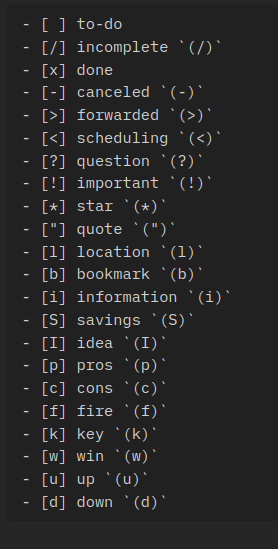 - [ ] to-do
- [/] incomplete `(/)`
- [x] done
- [-] canceled `(-)`
- [>] forwarded `(>)`
- [<] scheduling `(<)`
- [?] question `(?)`
- [!] important `(!)`
- [*] star `(*)`
- ["] quote `(")`
- [l] location `(l)`
- [b] bookmark `(b)`
- [i] information `(i)`
- [S] savings `(S)`
- [I] idea `(I)`
- [p] pros `(p)`
- [c] cons `(c)`
- [f] fire `(f)`
- [k] key `(k)`
- [w] win `(w)`
- [u] up `(u)`
- [d] down `(d)`